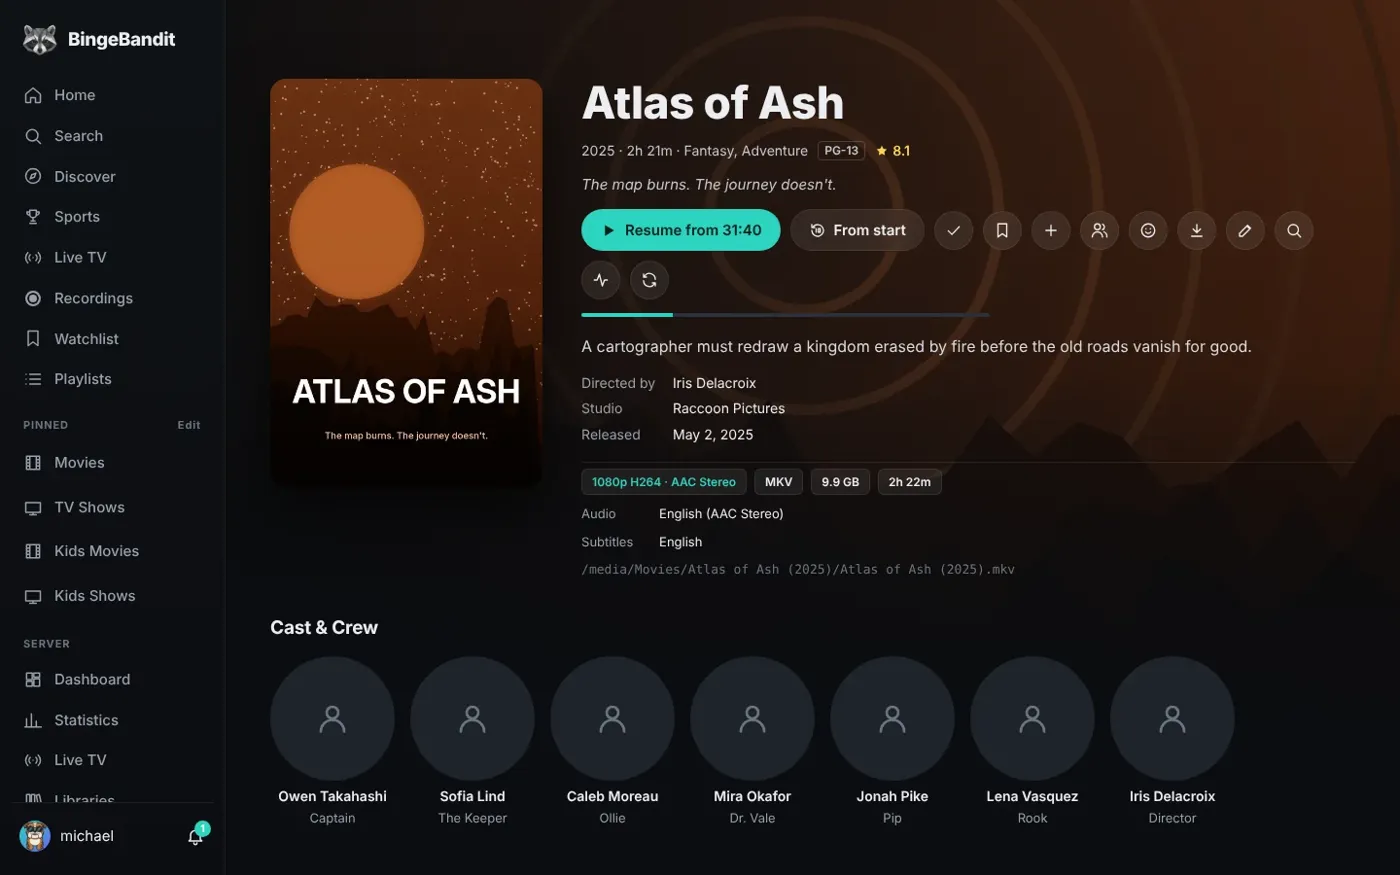 BingeBandit
Home
Search
Discover
Sports
Live TV
Recordings
Watchlist
Playlists
PINNED Edit
Movies
TV Shows
Kids Movies
Kids Shows
SERVER
Dashboard
Statistics
Live TV
Libraries
michael
1
ATLAS OF ASH
The map burns. The journey doesn't.
Atlas of Ash
2025 · 2h 21m · Fantasy, Adventure PG-13 ★ 8.1
The map burns. The journey doesn't.
Resume from 31:40 From start
A cartographer must redraw a kingdom erased by fire before the old roads vanish for good.
Directed by Iris Delacroix
Studio Raccoon Pictures
Released May 2, 2025
1080p H264 · AAC Stereo MKV 9.9 GB 2h 22m
Audio English (AAC Stereo)
Subtitles English
/media/Movies/Atlas of Ash (2025)/Atlas of Ash (2025).mkv
Cast & Crew
Owen Takahashi Sofia Lind Caleb Moreau Mira Okafor Jonah Pike Lena Vasquez Iris Delacroix
Captain The Keeper Ollie Dr. Vale Pip Rook Director